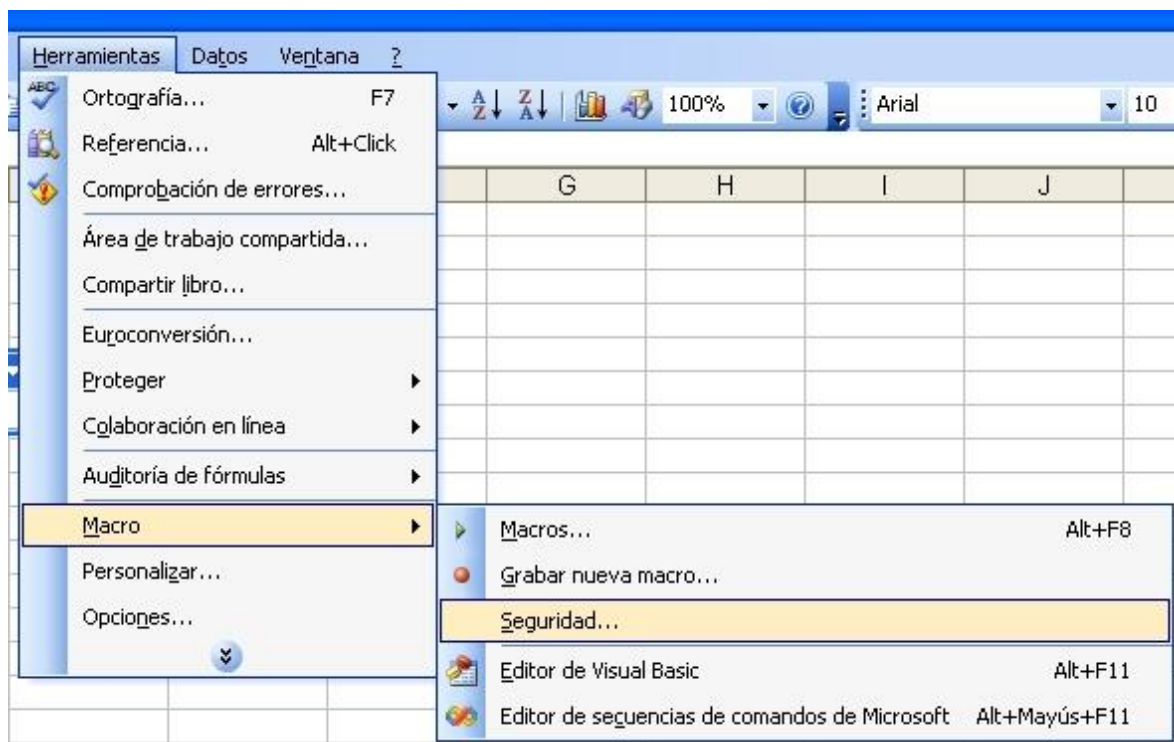 Herramientas Datos Ventana ?
ABC
Ortografía... F7
A Z Z A 100% Arial 10
Referencia... Alt+Click
Comprobación de errores...
G H I J
Área de trabajo compartida...
Compartir libro...
Euroconversión...
Proteger
Colaboración en línea
Auditoría de fórmulas
Macro
Personalizar...
Opciones...
Macros... Alt+F8
Grabar nueva macro...
Seguridad...
Editor de Visual Basic Alt+F11
Editor de secuencias de comandos de Microsoft Alt+Mayús+F11